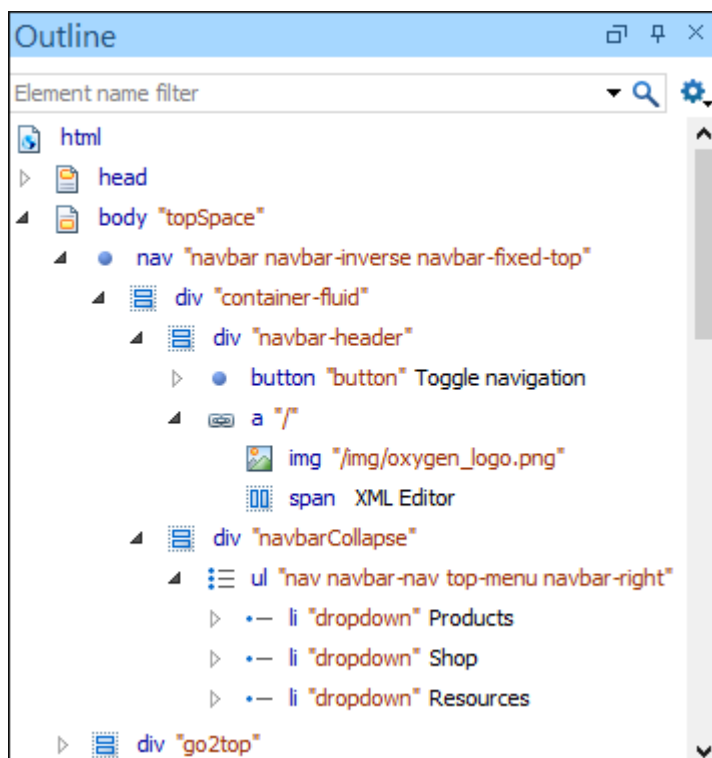 Outline
Element name filter
html
head
body "topSpace"
nav "navbar navbar-inverse navbar-fixed-top"
div "container-fluid"
div "navbar-header"
button "button" Toggle navigation
a "/"
img "/img/oxygen_logo.png"
span XML Editor
div "navbarCollapse"
ul "nav navbar-nav top-menu navbar-right"
li "dropdown" Products
li "dropdown" Shop
li "dropdown" Resources
div "go2top"